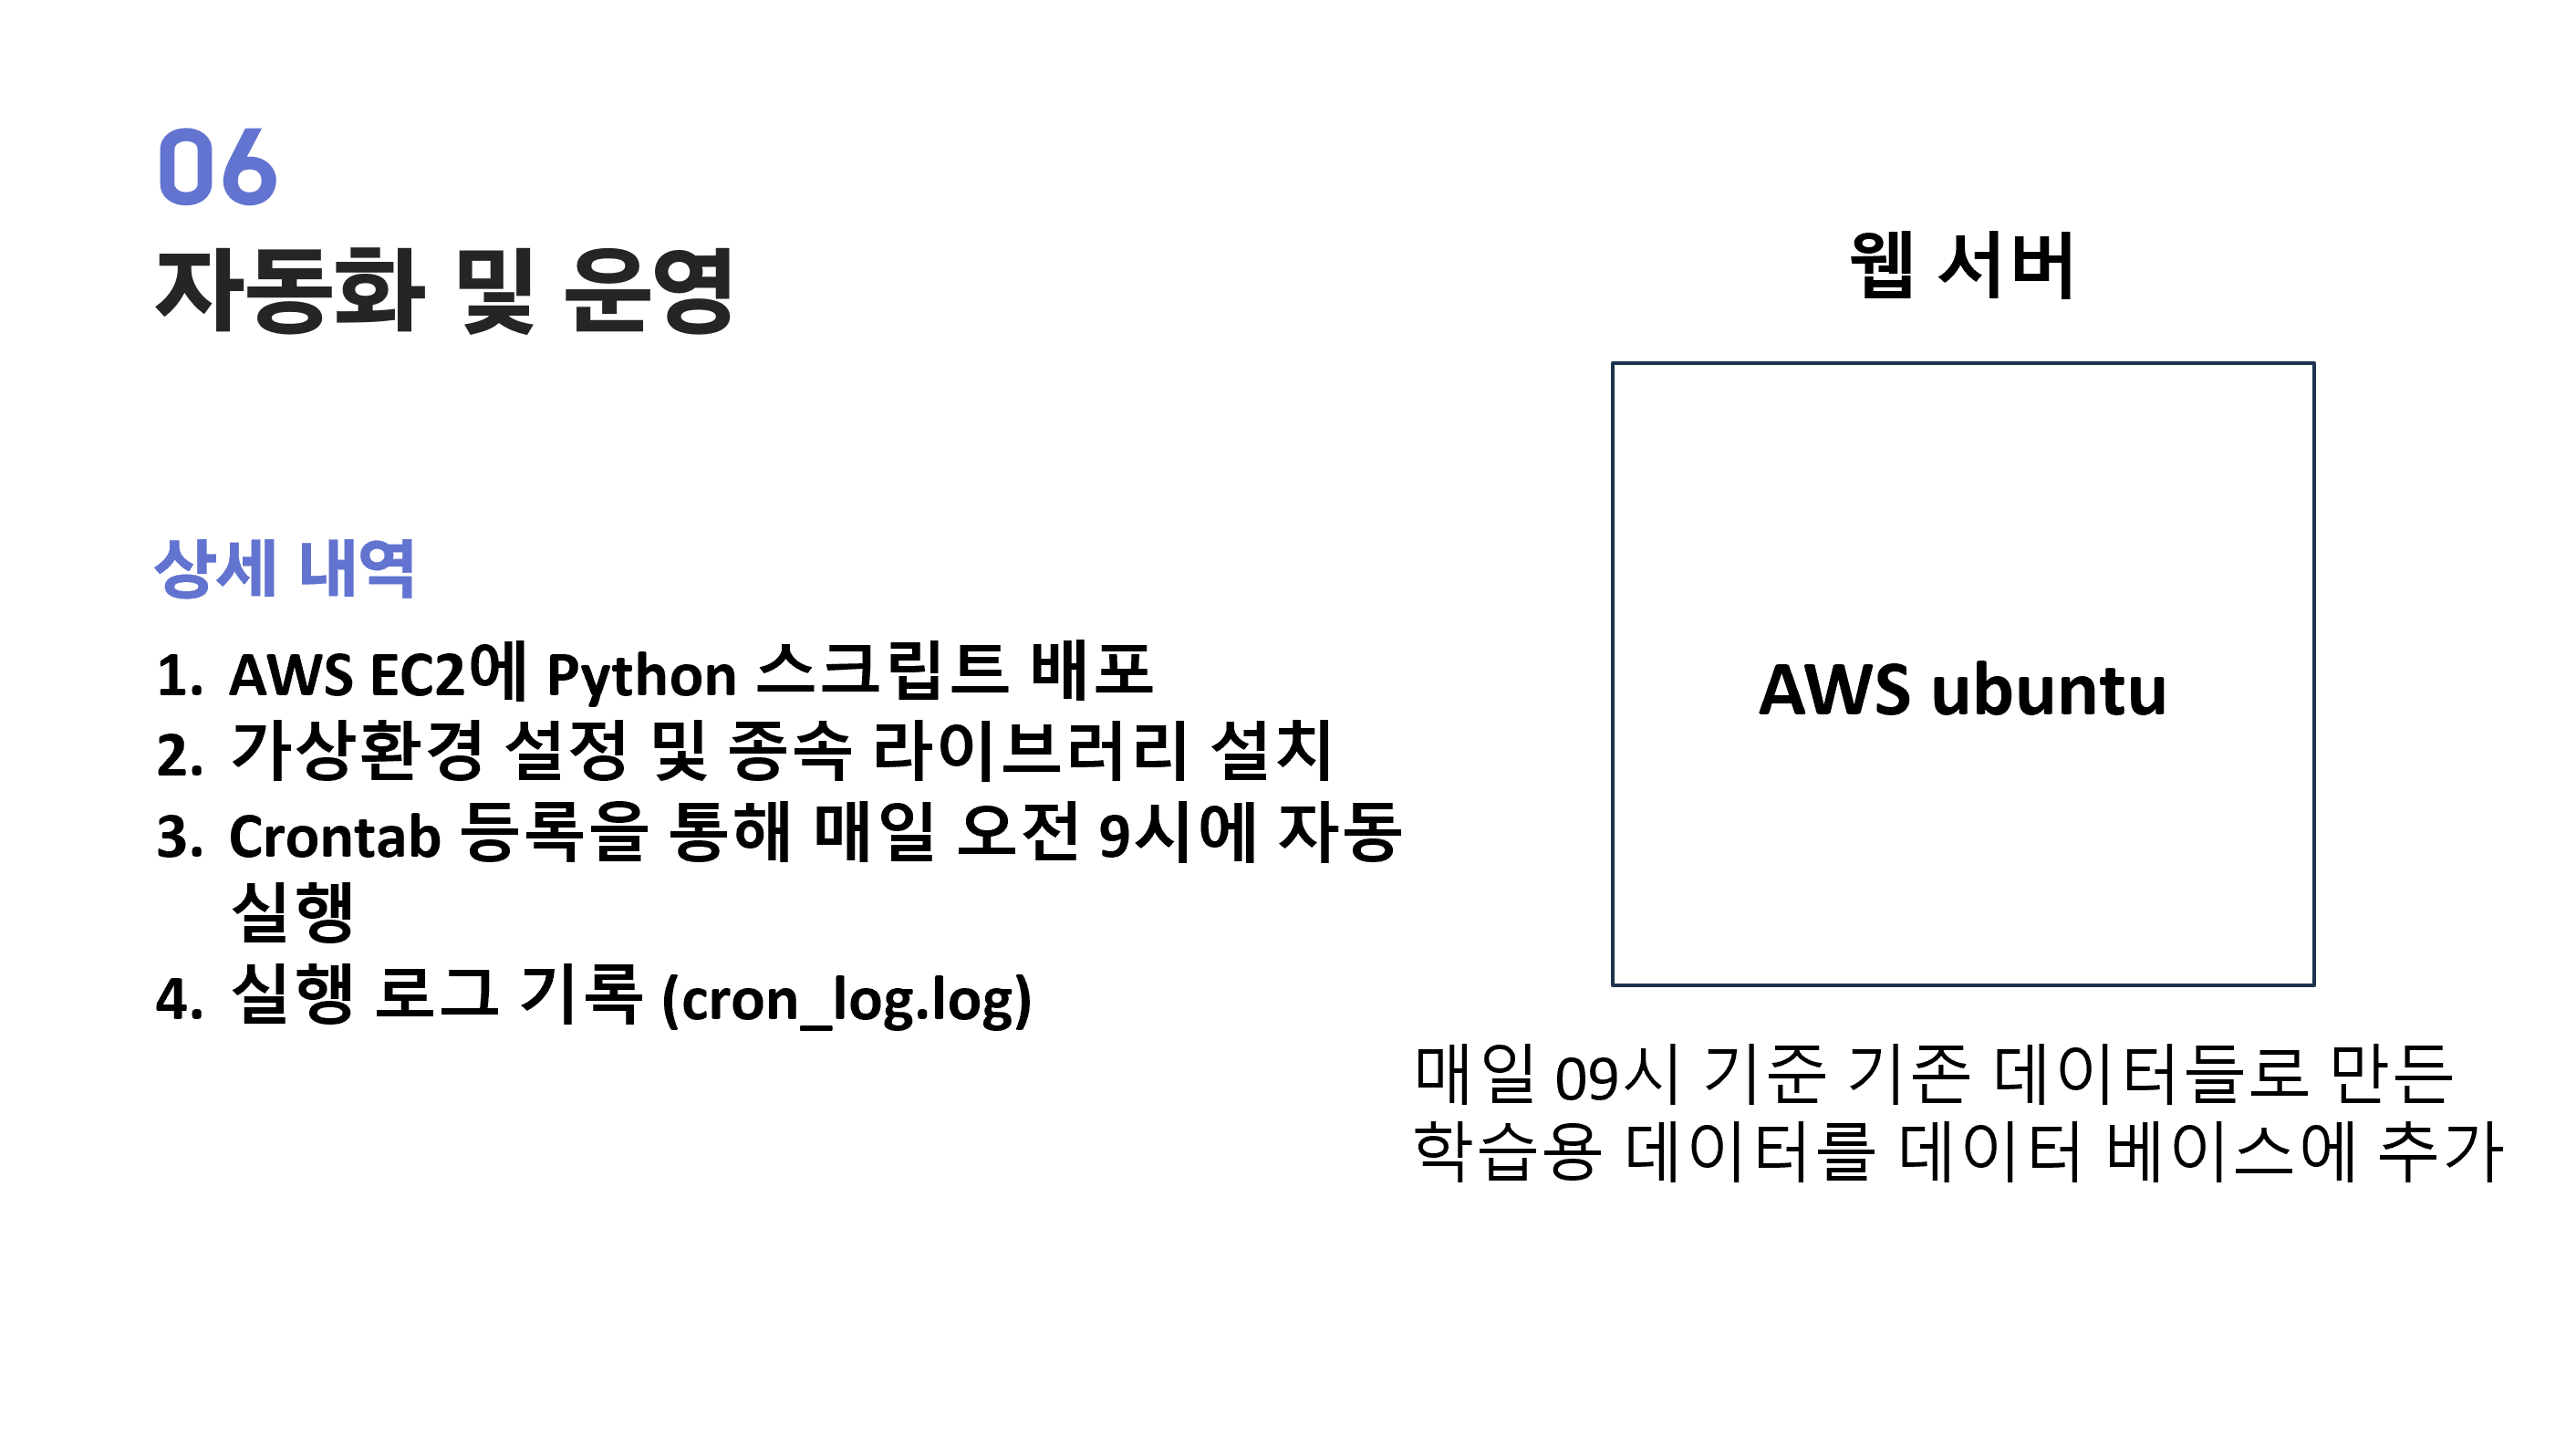 06
자동화 및 운영
상세 내역
1. AWS EC2에 Python 스크립트 배포
2. 가상환경 설정 및 종속 라이브러리 설치
3. Crontab 등록을 통해 매일 오전 9시에 자동
실행
4. 실행 로그 기록 (cron_log.log)
웹 서버
AWS ubuntu
매일 09시 기준 기존 데이터들로 만든
학습용 데이터를 데이터 베이스에 추가